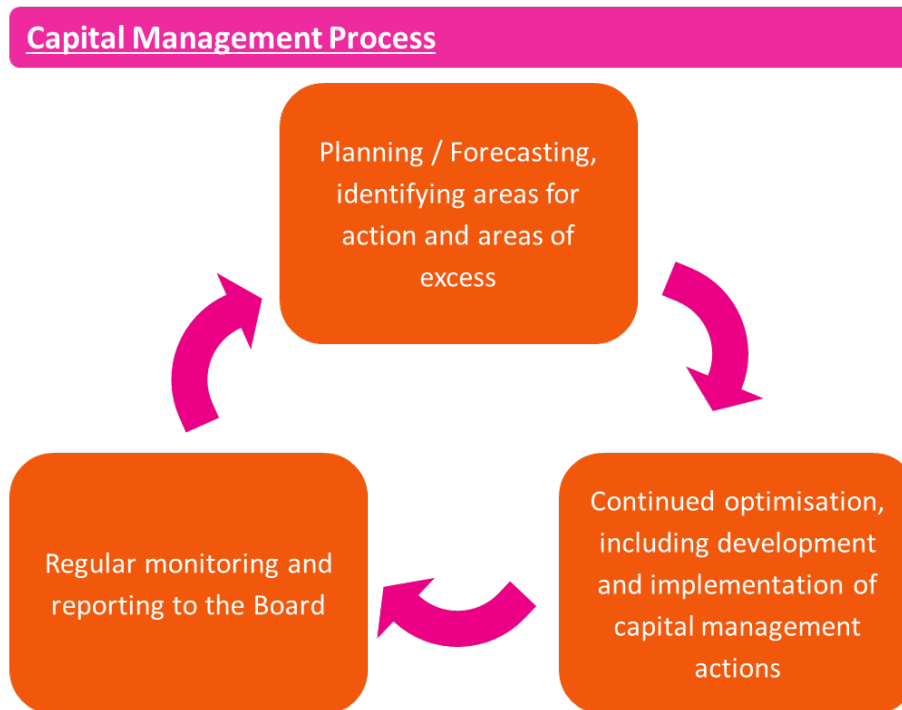 Capital Management Process
Planning / Forecasting,
identifying areas for
action and areas of
excess
Continued optimisation,
including development
and implementation of
capital management
actions
Regular monitoring and
reporting to the Board